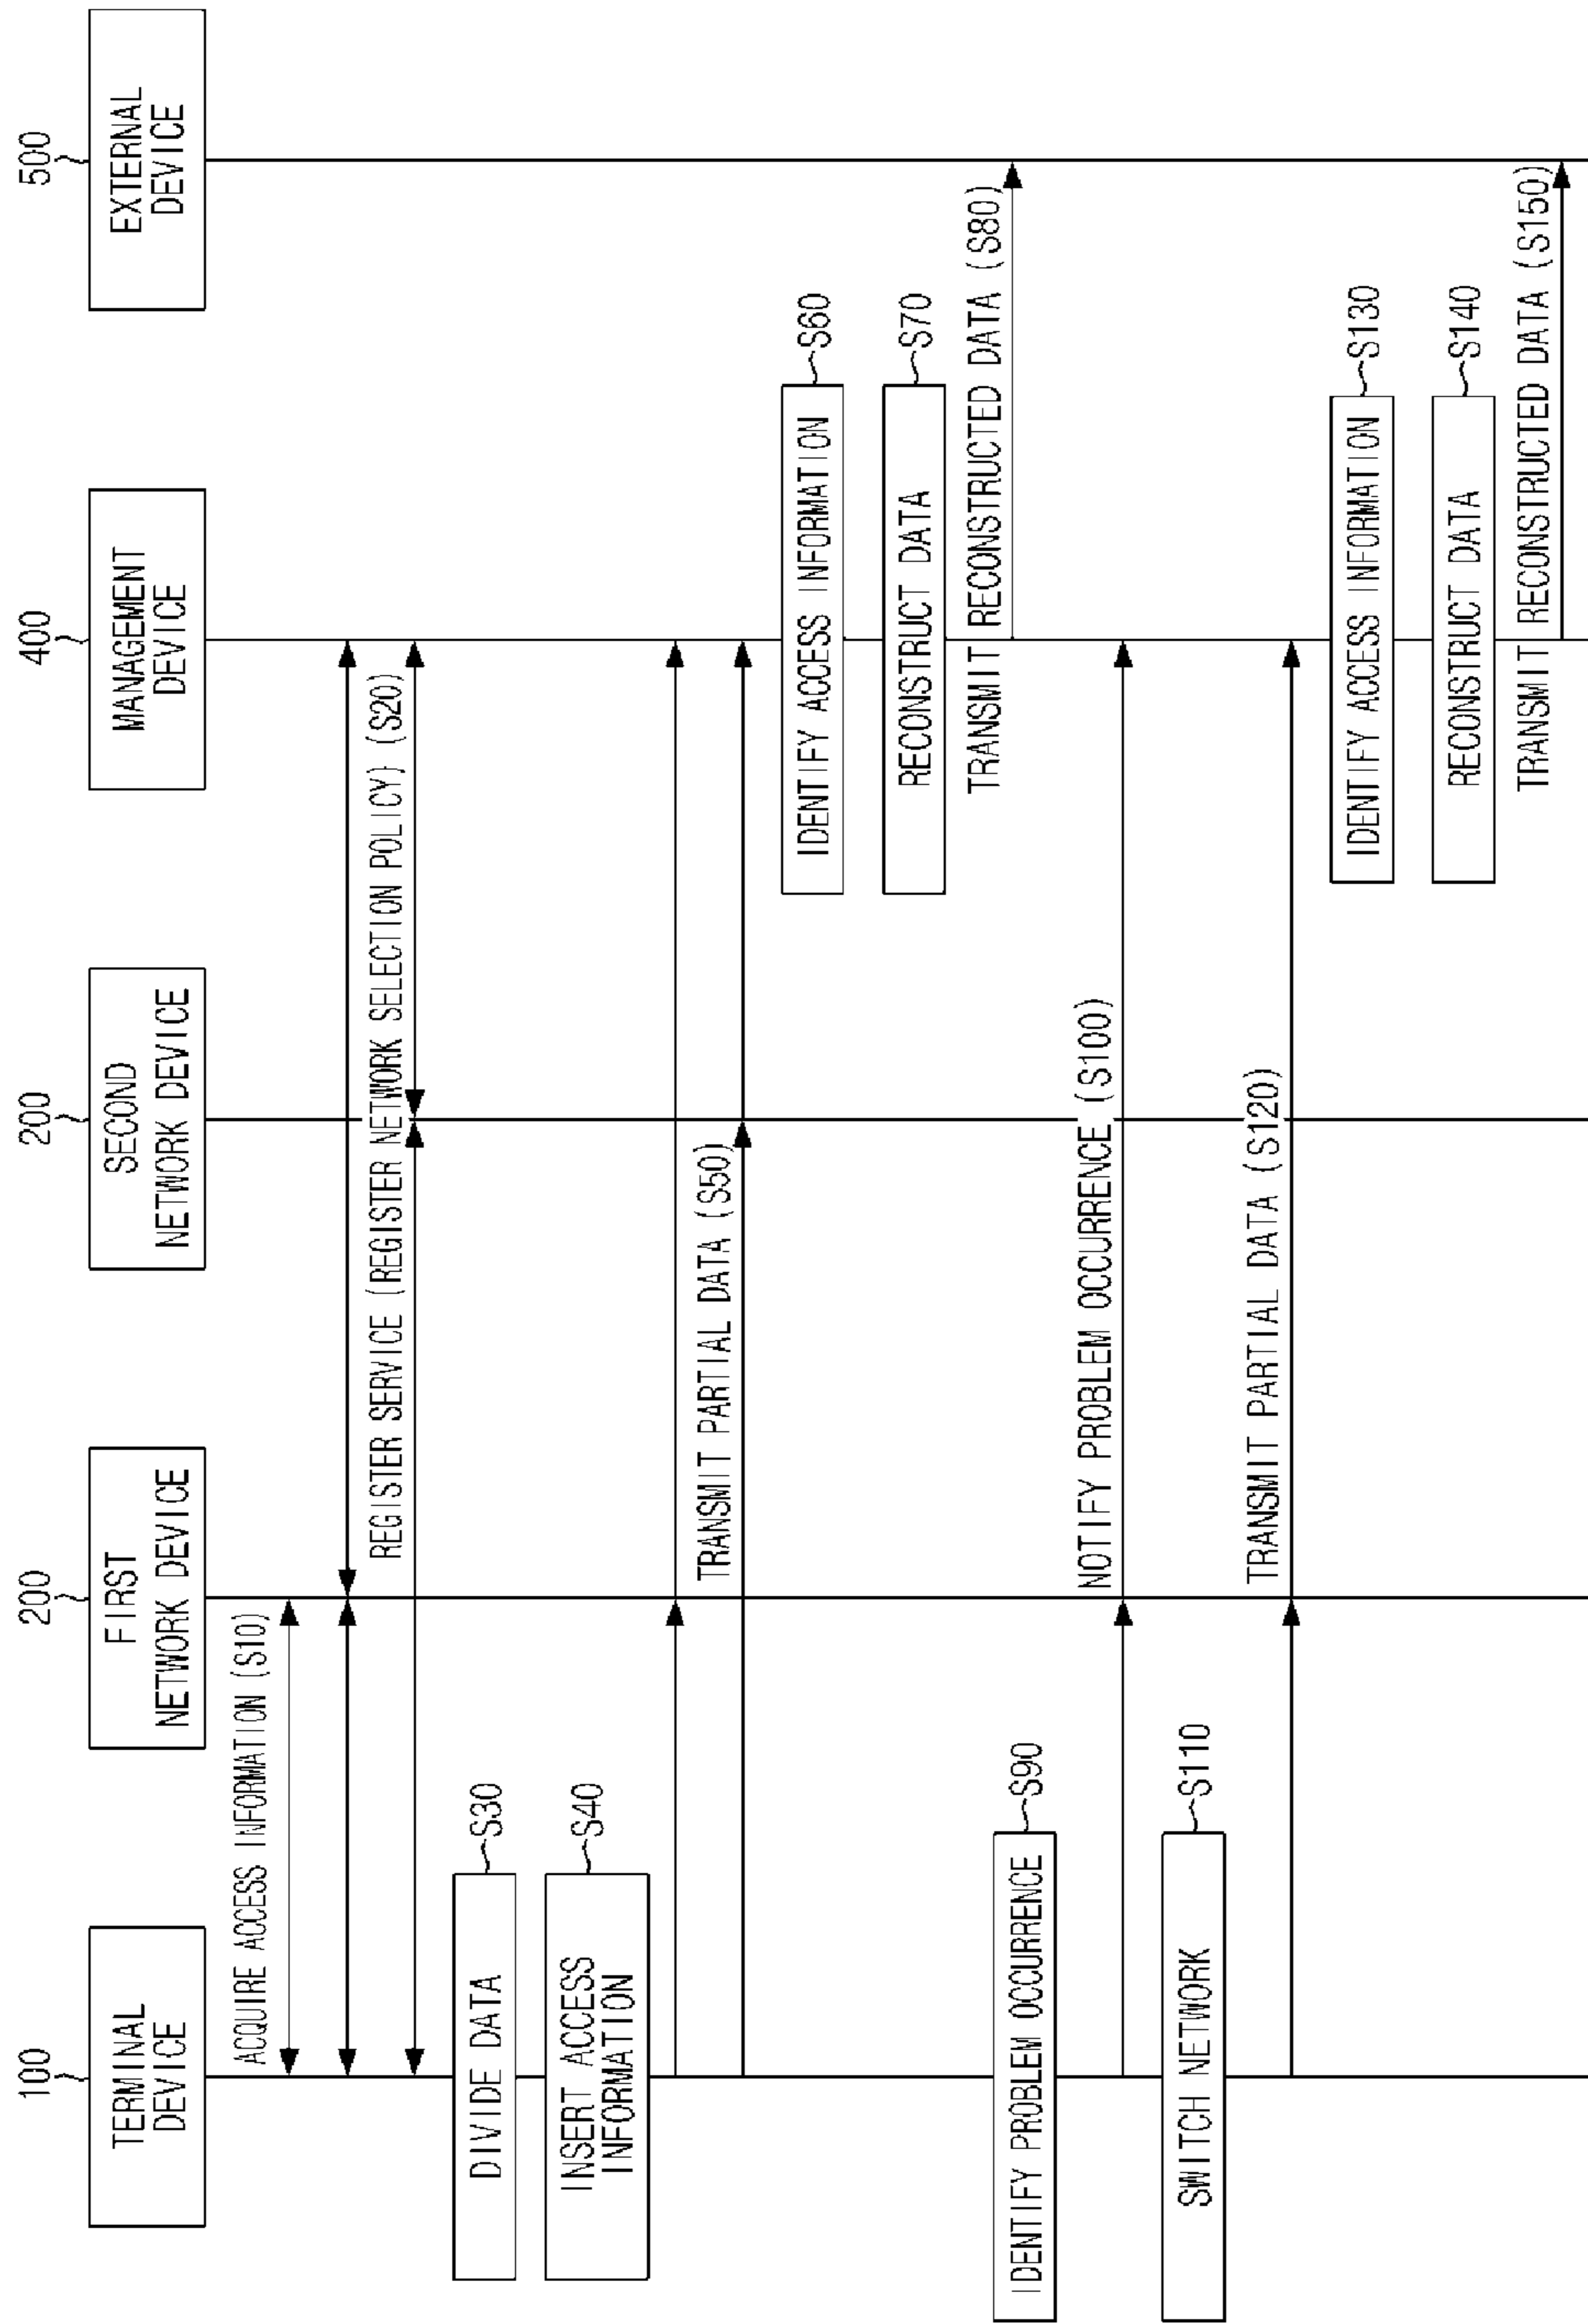 100
TERMINAL
DEVICE
200
FIRST
NETWORK DEVICE
200
SECOND
NETWORK DEVICE
400
MANAGEMENT
DEVICE
500
EXTERNAL
DEVICE
ACQUIRE ACCESS INFORMATION (S10)
REGISTER SERVICE (REGISTER NETWORK SELECTION POLICY) (S20)
DIVIDE DATA
S30
INSERT ACCESS
INFORMATION
S40
TRANSMIT PARTIAL DATA (S50)
IDENTIFY ACCESS INFORMATION
S60
RECONSTRUCT DATA
S70
TRANSMIT RECONSTRUCTED DATA (S80)
IDENTIFY PROBLEM OCCURRENCE
S90
NOTIFY PROBLEM OCCURRENCE (S100)
SWITCH NETWORK
S110
TRANSMIT PARTIAL DATA (S120)
IDENTIFY ACCESS INFORMATION
S130
RECONSTRUCT DATA
S140
TRANSMIT RECONSTRUCTED DATA (S150)